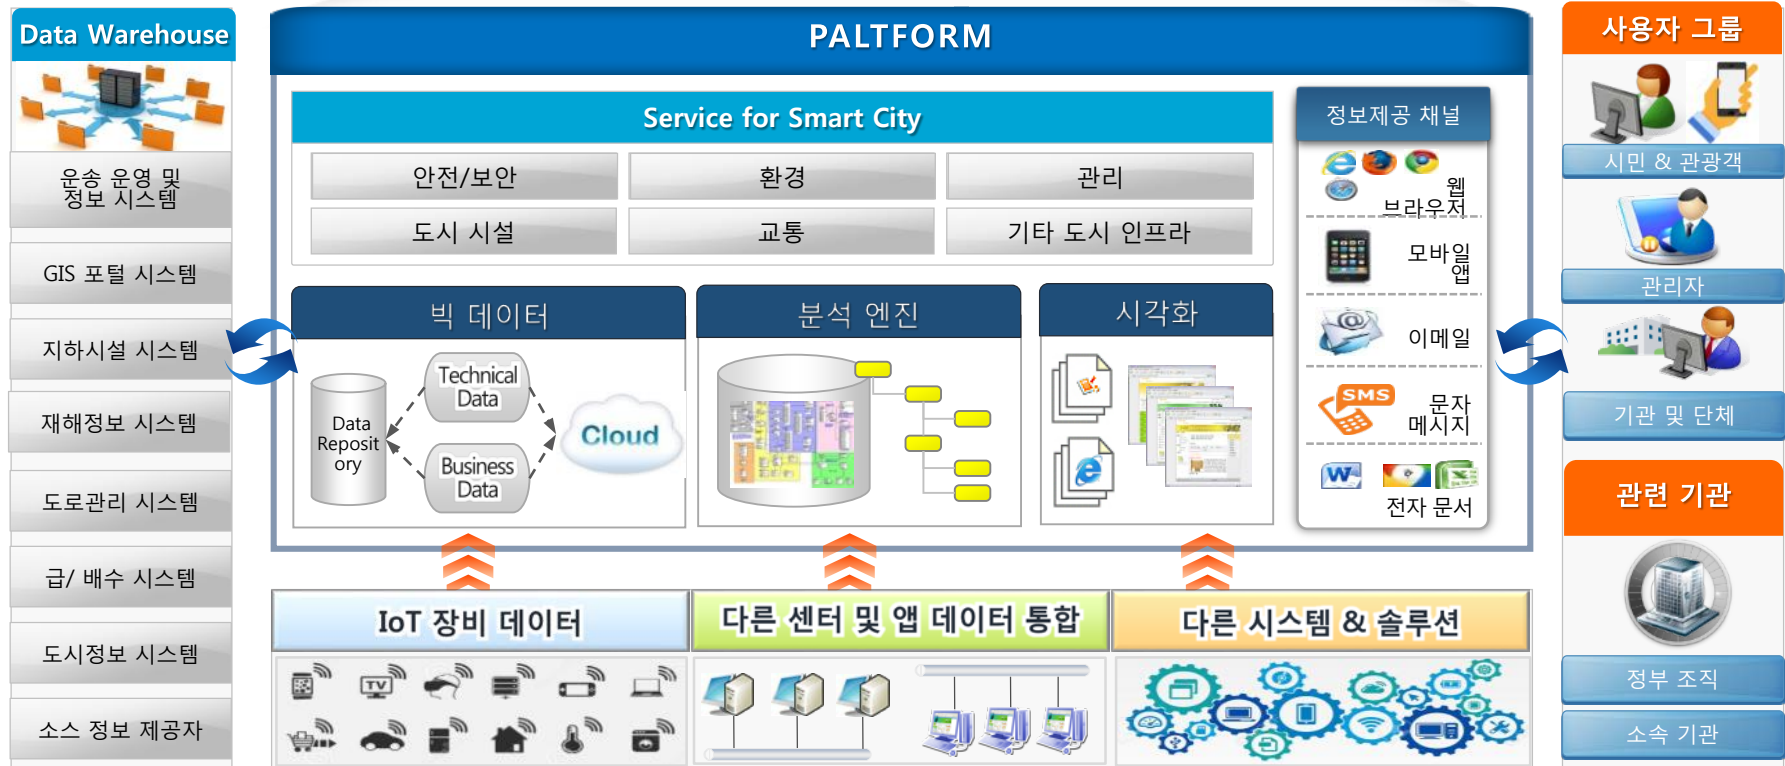 Data Warehouse
운송 운영 및
정보 시스템
GIS 포털 시스템
지하시설 시스템
재해정보 시스템
도로관리 시스템
급/ 배수 시스템
도시정보 시스템
소스 정보 제공자
PALTFORM
Service for Smart City
안전/보안
환경
관리
도시 시설
교통
기타 도시 인프라
빅 데이터
Data
Reposit
ory
Technical
Data
Business
Data
Cloud
분석 엔진
시각화
정보제공 채널
웹
브라우저
모바일
앱
이메일
SMS
문자
메시지
W
전자 문서
IoT 장비 데이터
TV
다른 센터 및 앱 데이터 통합
다른 시스템 & 솔루션
사용자 그룹
시민 & 관광객
관리자
기관 및 단체
관련 기관
정부 조직
소속 기관